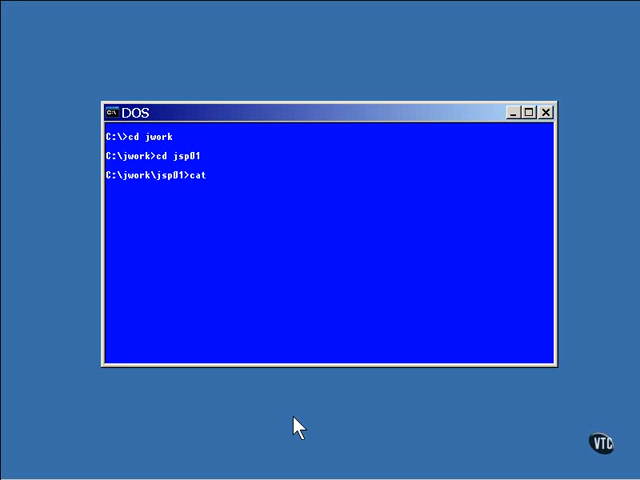 C:\ DOS
C:\>cd jwork
C:\jwork>cd jsp01
C:\jwork\jsp01>cat
VTC